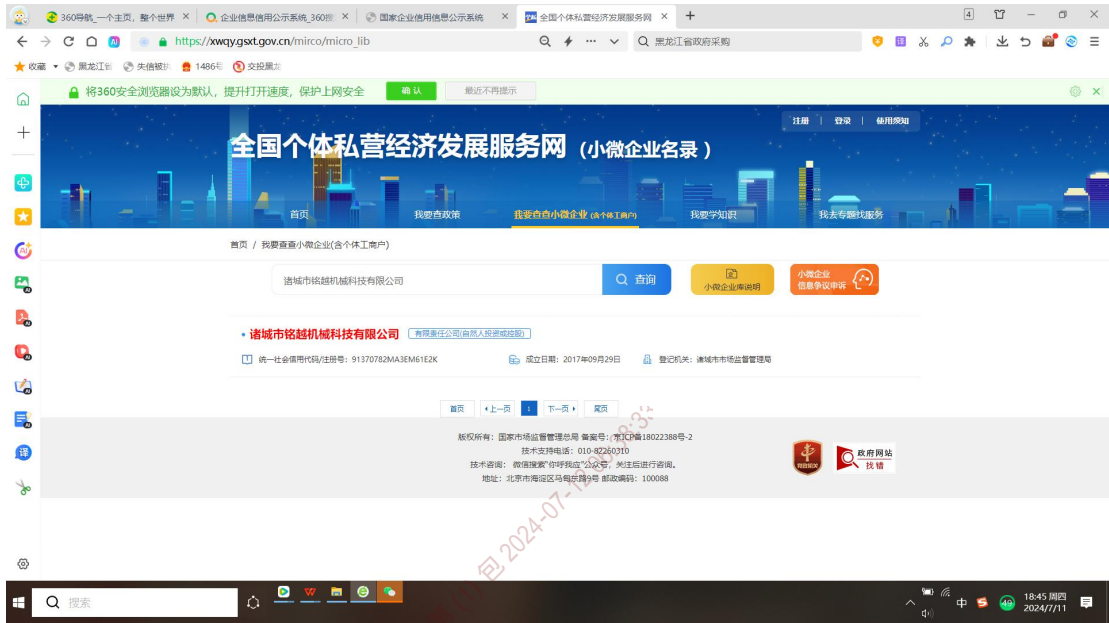 360导航_一个主页，整个世界
企业信息信用公示系统_360搜
国家企业信用信息公示系统
全国个体私营经济发展服务网
4
https://xwqy.gsxt.gov.cn/mirco/micro_lib
黑龙江省政府采购
收藏
黑龙江省
失信被执
1486号
交投黑龙
将360安全浏览器设为默认，提升打开速度，保护上网安全
确认
最近不再提示
注册 | 登录 | 使用须知
全国个体私营经济发展服务网（小微企业名录）
首页
我要查政策
我要查查小微企业 (含个体工商户)
我要学知识
我去专题找服务
首页 / 我要查查小微企业(含个体工商户)
诸城市铭越机械科技有限公司
查询
小微企业库说明
小微企业
信息争议申诉
诸城市铭越机械科技有限公司
有限责任公司(自然人投资或控股)
统一社会信用代码/注册号：91370782MA3EM61E2K
成立日期：2017年09月29日
登记机关：诸城市市场监督管理局
首页
上一页
1
下一页
尾页
版权所有：国家市场监督管理总局 备案号：京ICP备18022388号-2
技术支持电话：010-82260310
技术咨询：微信搜索"你呼我应"公众号，关注后进行咨询。
地址：北京市海淀区马甸东路9号 邮政编码：100088
党政机关
政府网站
找错
译
搜索
中
49
18:45 周四
2024/7/11